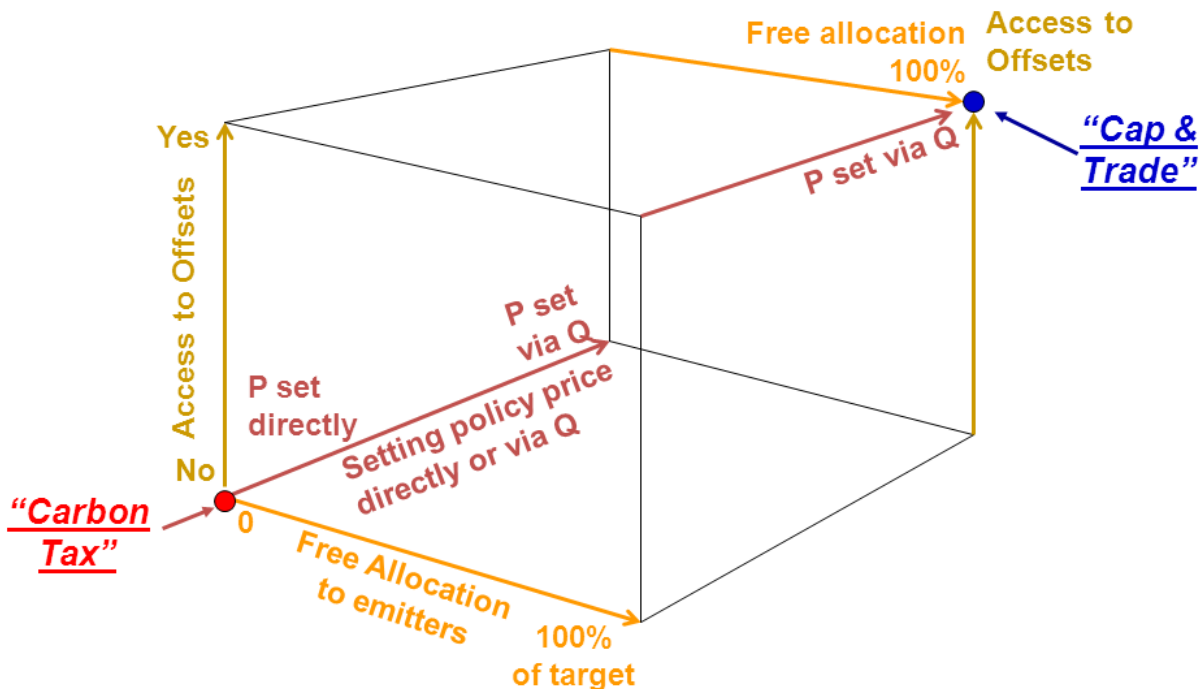 Free allocation
100%
Access to
Offsets
“Cap &
Trade”
P set via Q
Yes
Access to Offsets
No
P set
via Q
P set
directly
Setting policy price
directly or via Q
“Carbon
Tax”
0
Free Allocation
to emitters
100%
of target